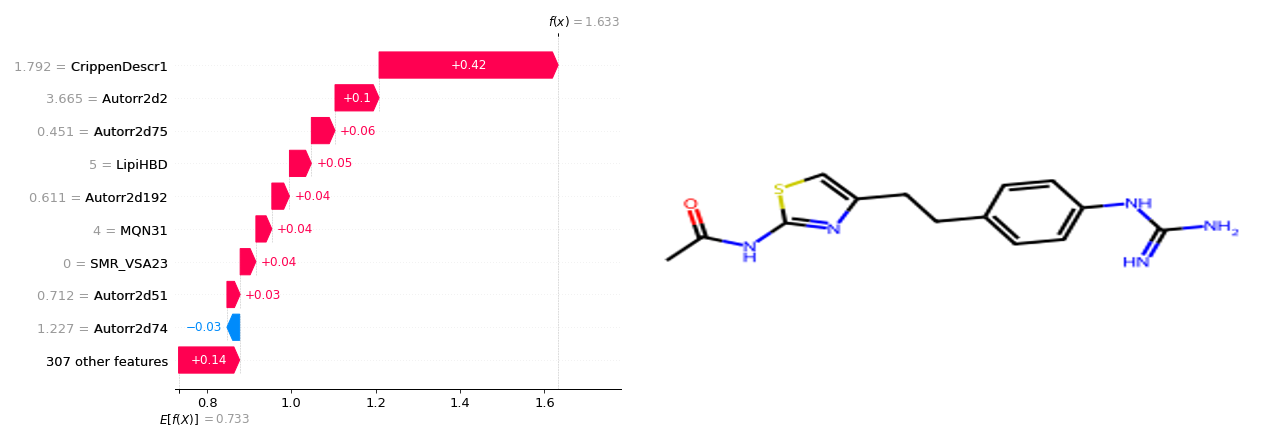 f(x) = 1.633
1.792 = CrippenDescr1 +0.42
3.665 = Autorr2d2 +0.1
0.451 = Autorr2d75 +0.06
5 = LipiHBD +0.05
0.611 = Autorr2d192 +0.04
4 = MQN31 +0.04
0 = SMR_VSA23 +0.04
0.712 = Autorr2d51 +0.03
1.227 = Autorr2d74 −0.03
307 other features +0.14
0.8 1.0 1.2 1.4 1.6
E[f(X)] = 0.733
S
O
N
H
N
NH
HN
NH₂